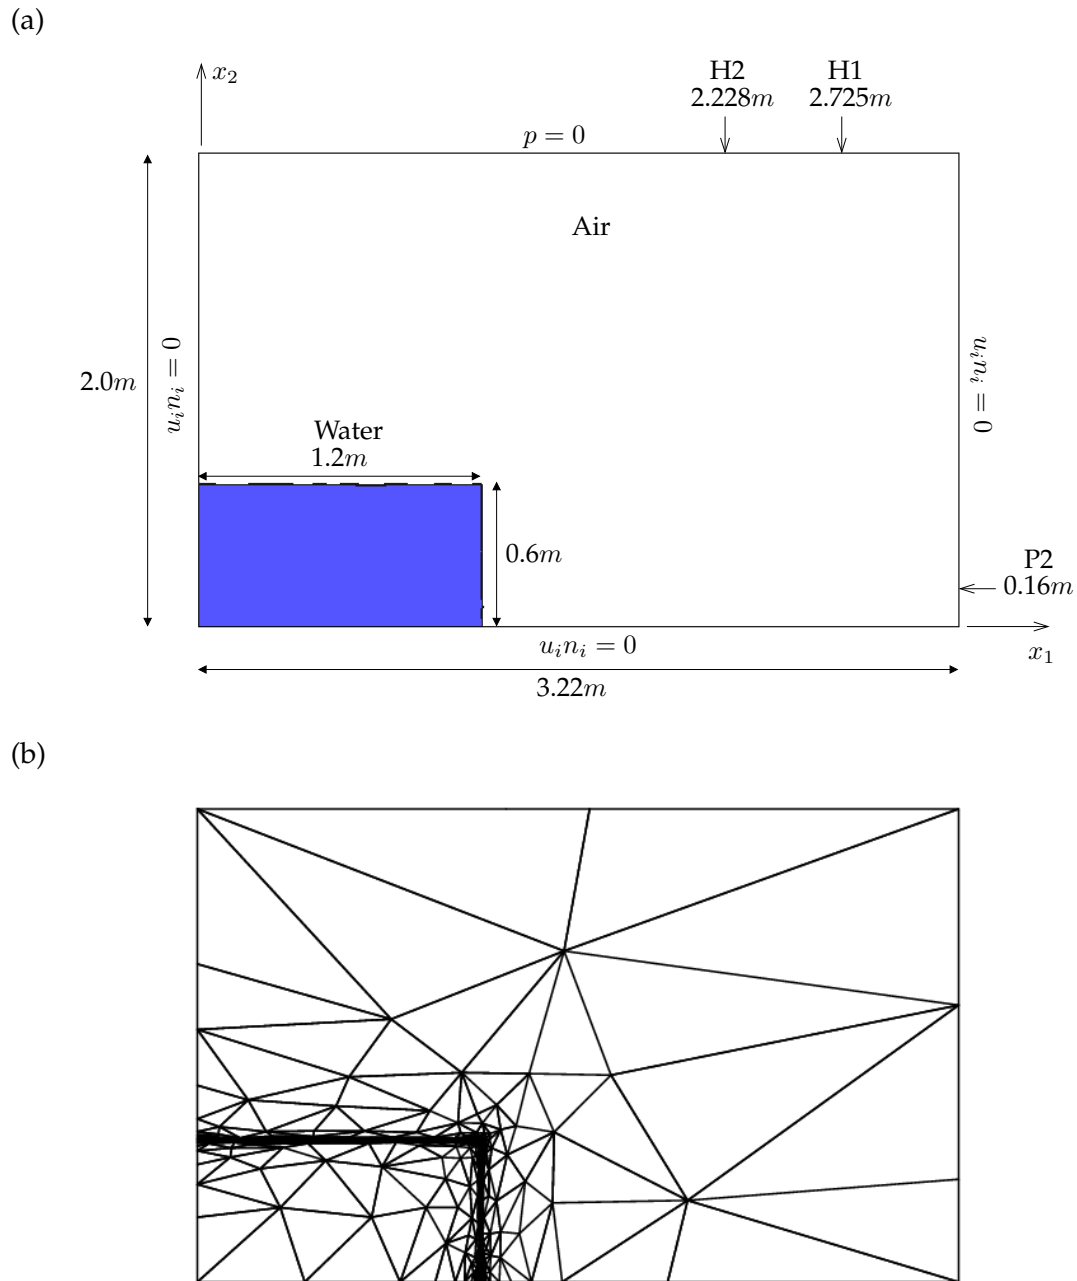 (a)
x₂
H2
2.228m
H1
2.725m
p = 0
Air
uᵢnᵢ = 0
uᵢnᵢ = 0
2.0m
Water
1.2m
0.6m
P2
0.16m
uᵢnᵢ = 0
x₁
3.22m
(b)